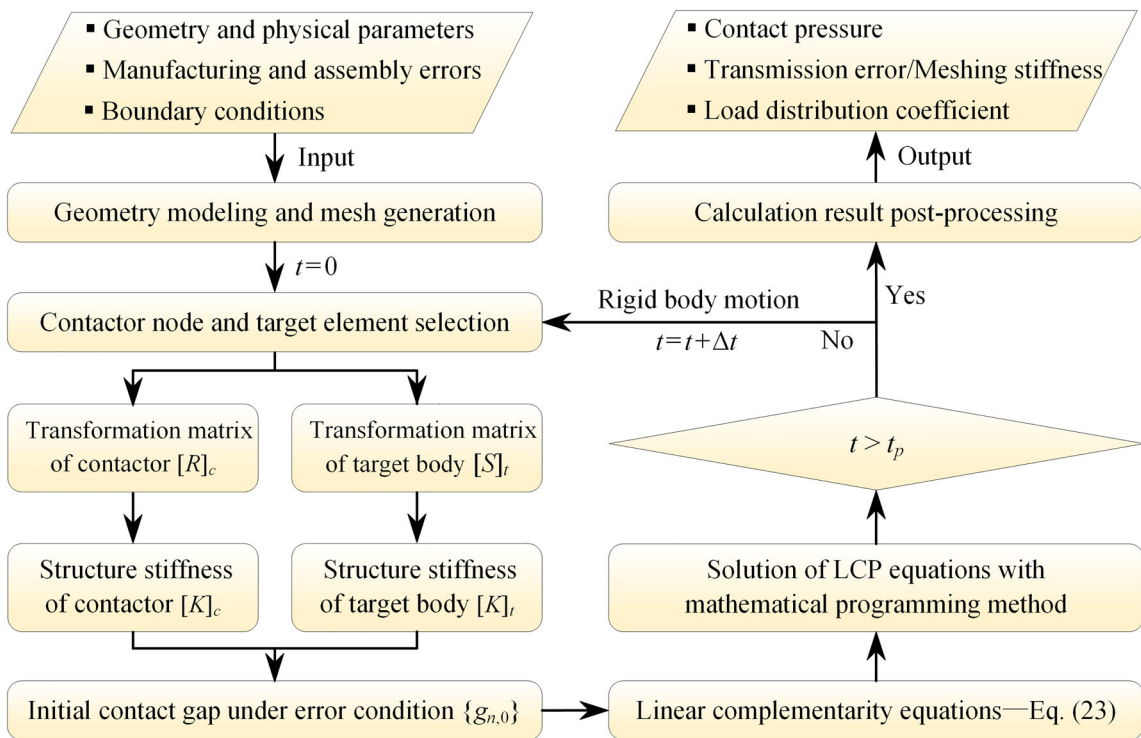 ▪ Geometry and physical parameters
▪ Manufacturing and assembly errors
▪ Boundary conditions
Input
Geometry modeling and mesh generation
t=0
Contactor node and target element selection
Transformation matrix
of contactor [R]c
Transformation matrix
of target body [S]t
Structure stiffness
of contactor [K]c
Structure stiffness
of target body [K]t
Initial contact gap under error condition {gn,0}
Linear complementarity equations—Eq. (23)
Solution of LCP equations with
mathematical programming method
t > tp
No
Rigid body motion
t=t+Δt
Yes
Calculation result post-processing
Output
▪ Contact pressure
▪ Transmission error/Meshing stiffness
▪ Load distribution coefficient